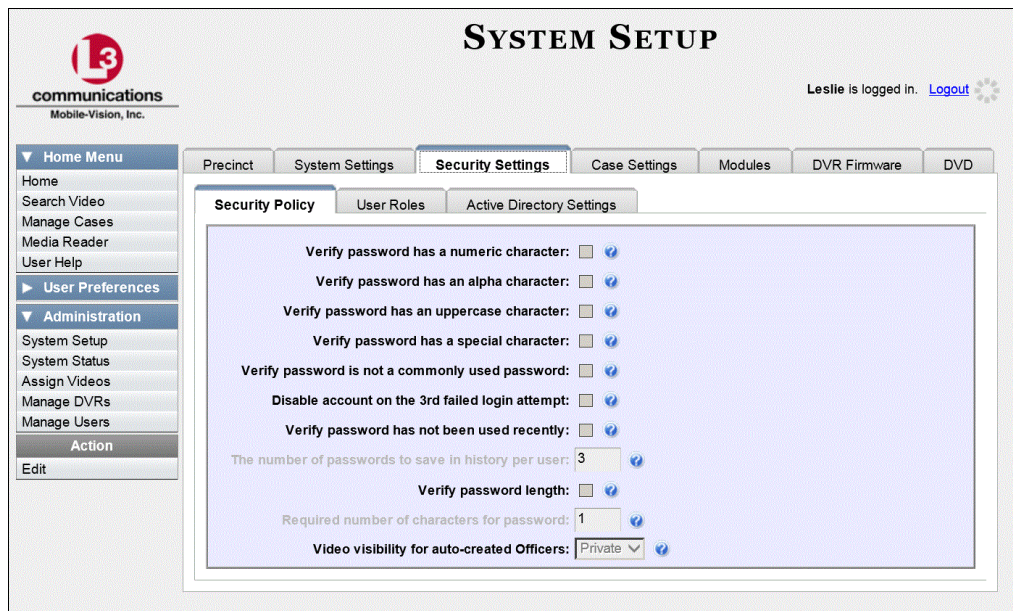 SYSTEM SETUP
L3
communications
Mobile-Vision, Inc.
Leslie is logged in. Logout
▼ Home Menu
Home
Search Video
Manage Cases
Media Reader
User Help
▶ User Preferences
▼ Administration
System Setup
System Status
Assign Videos
Manage DVRs
Manage Users
Action
Edit
Precinct System Settings Security Settings Case Settings Modules DVR Firmware DVD
Security Policy User Roles Active Directory Settings
Verify password has a numeric character: ?
Verify password has an alpha character: ?
Verify password has an uppercase character: ?
Verify password has a special character: ?
Verify password is not a commonly used password: ?
Disable account on the 3rd failed login attempt: ?
Verify password has not been used recently: ?
The number of passwords to save in history per user: 3 ?
Verify password length: ?
Required number of characters for password: 1 ?
Video visibility for auto-created Officers: Private ?